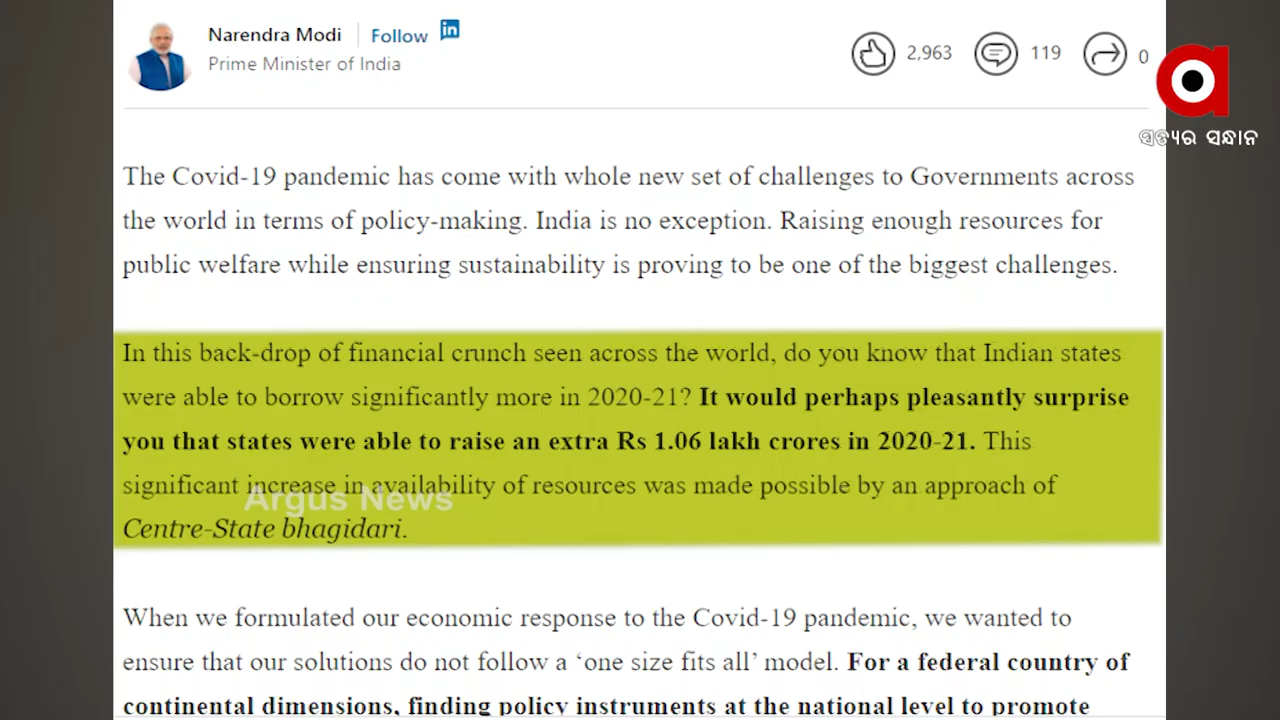 Narendra Modi
Follow
in
Prime Minister of India
2,963
119
0
a
ସତ୍ୟର ସନ୍ଧାନ
The Covid-19 pandemic has come with whole new set of challenges to Governments across
the world in terms of policy-making. India is no exception. Raising enough resources for
public welfare while ensuring sustainability is proving to be one of the biggest challenges.
In this back-drop of financial crunch seen across the world, do you know that Indian states
were able to borrow significantly more in 2020-21? It would perhaps pleasantly surprise
you that states were able to raise an extra Rs 1.06 lakh crores in 2020-21. This
significant increase in availability of resources was made possible by an approach of
Argus News
Centre-State bhagidari.
When we formulated our economic response to the Covid-19 pandemic, we wanted to
ensure that our solutions do not follow a ‘one size fits all’ model. For a federal country of
continental dimensions, finding policy instruments at the national level to promote